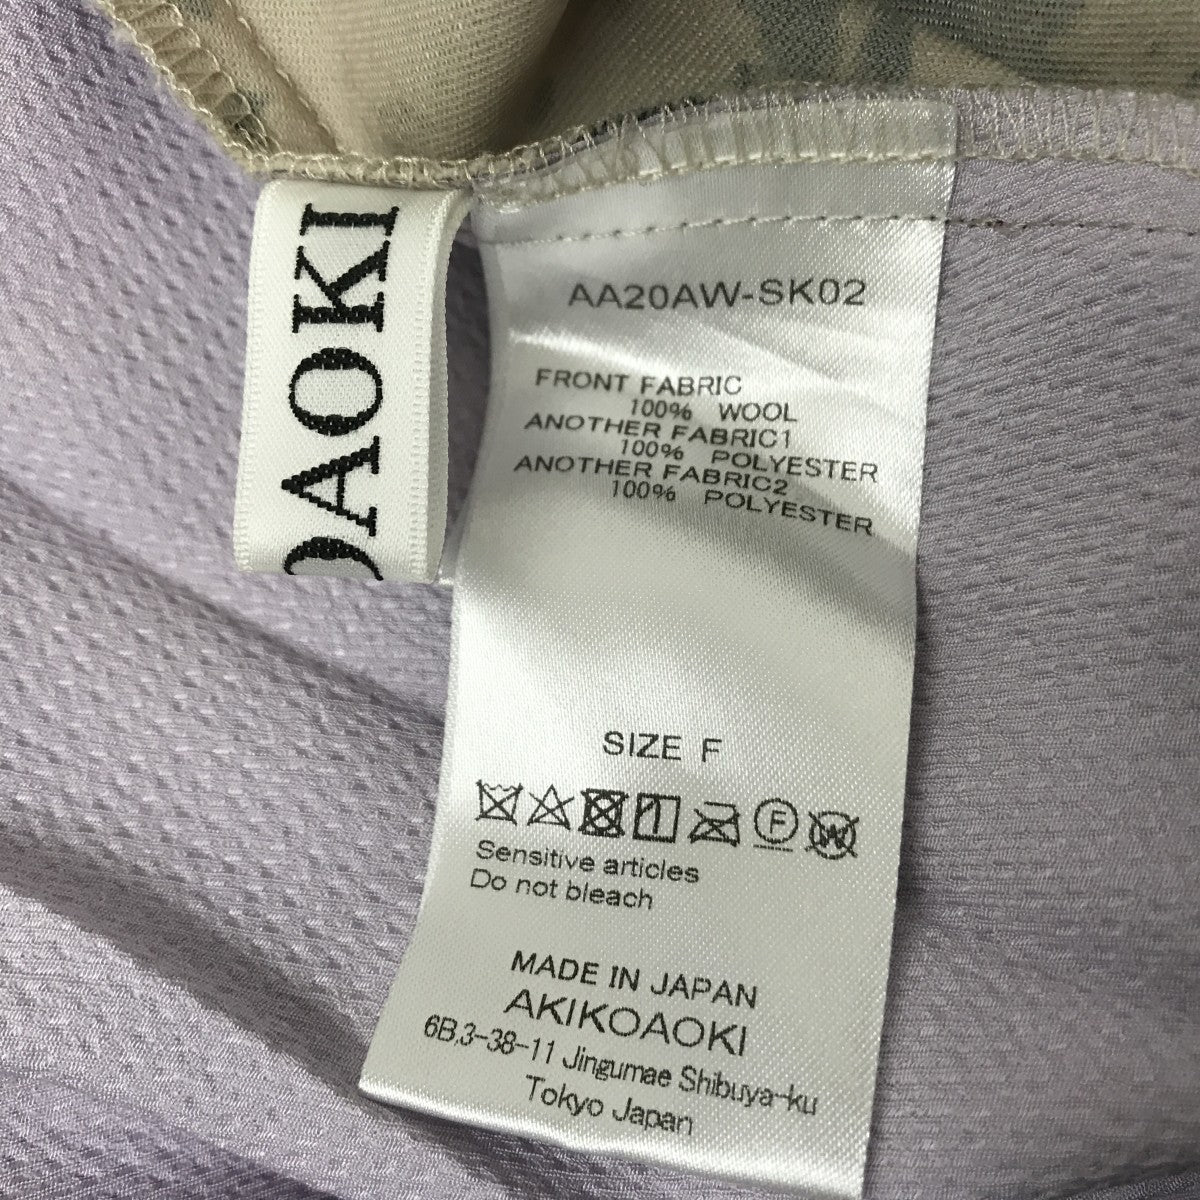 OAOKI
AA20AW-SK02
FRONT FABRIC
100% WOOL
ANOTHER FABRIC1
100% POLYESTER
ANOTHER FABRIC2
100% POLYESTER
SIZE F
F
W
Sensitive articles
Do not bleach
MADE IN JAPAN
AKIKOAOKI
6B,3-38-11 Jingumae Shibuya-ku
Tokyo Japan